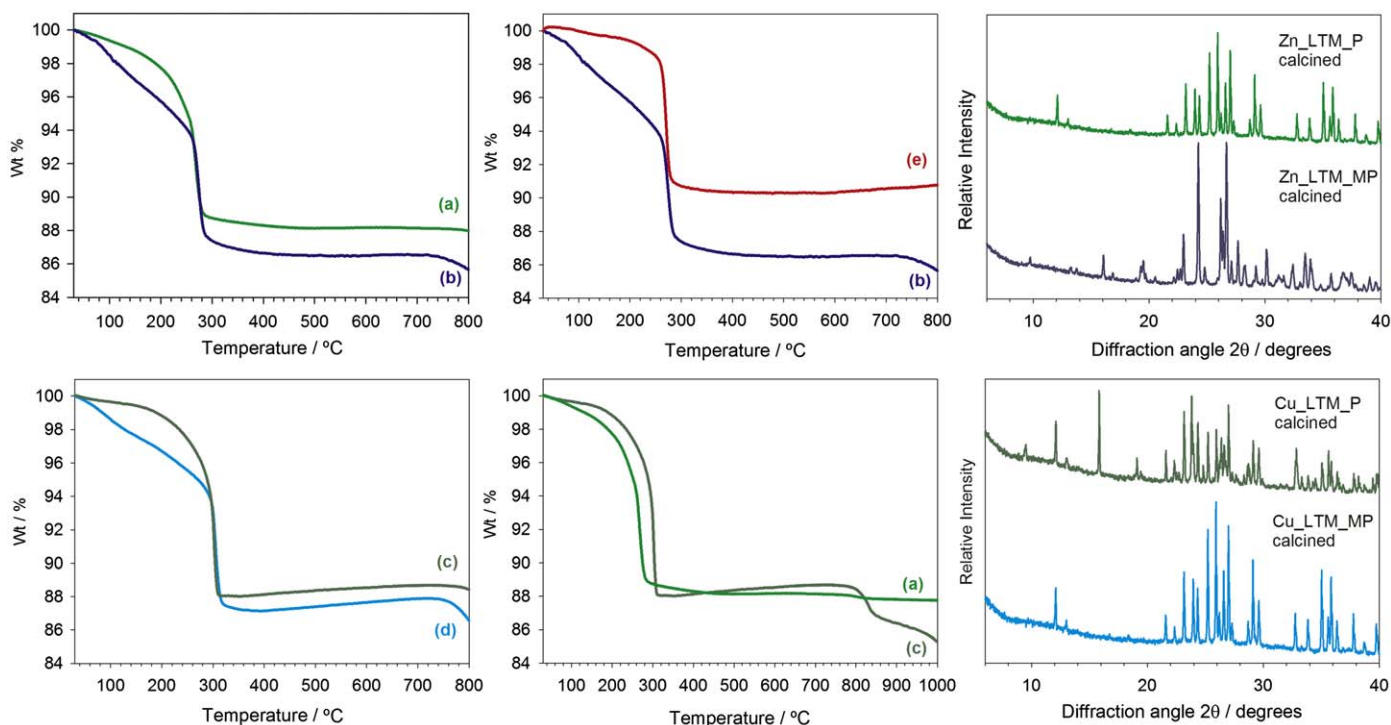 100
98
96
94
92
90
88
86
84
Wt %
(a)
(b)
100 200 300 400 500 600 700 800
Temperature / ºC
100
98
96
94
92
90
88
86
84
Wt %
(e)
(b)
100 200 300 400 500 600 700 800
Temperature / ºC
Relative Intensity
Zn_LTM_P
calcined
Zn_LTM_MP
calcined
10 20 30 40
Diffraction angle 2θ / degrees
100
98
96
94
92
90
88
86
84
Wt / %
(c)
(d)
100 200 300 400 500 600 700 800
Temperature / ºC
100
98
96
94
92
90
88
86
84
Wt / %
(a)
(c)
100 200 300 400 500 600 700 800 900 1000
Temperature / ºC
Relative Intensity
Cu_LTM_P
calcined
Cu_LTM_MP
calcined
10 20 30 40
Diffraction angle 2θ / degrees